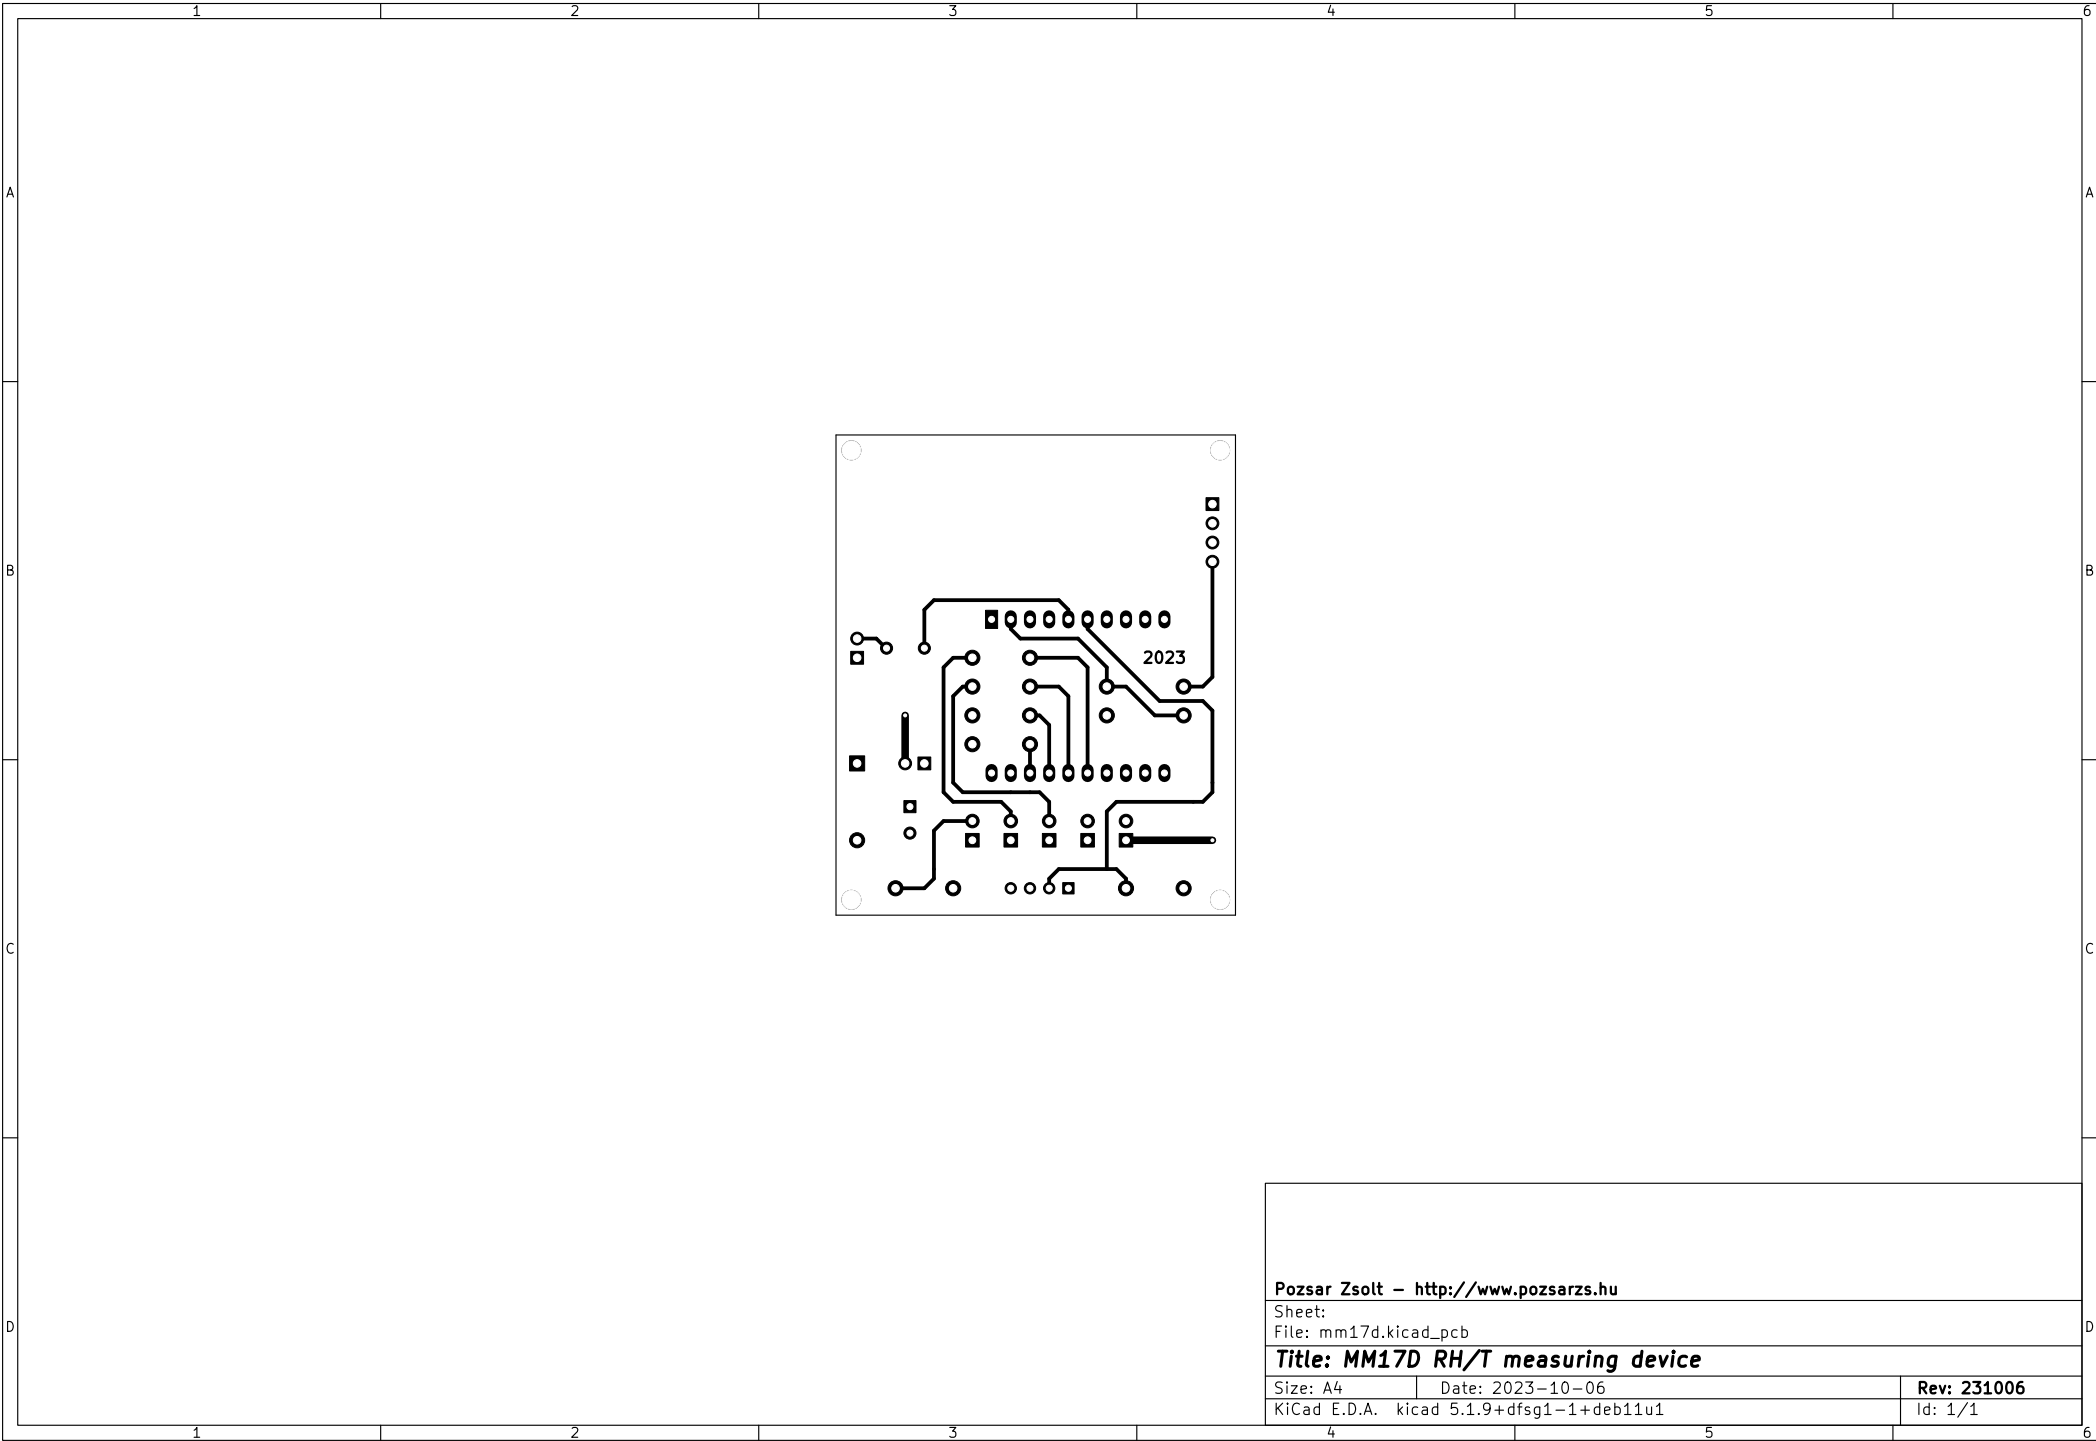 1 2 3 4 5 6
A A
B B
2023
C C
Pozsar Zsolt – http://www.pozsarzs.hu
Sheet:
D D
File: mm17d.kicad_pcb
Title: MM17D RH/T measuring device
Size: A4 Date: 2023-10-06 Rev: 231006
KiCad E.D.A. kicad 5.1.9+dfsg1-1+deb11u1 Id: 1/1
1 2 3 4 5 6